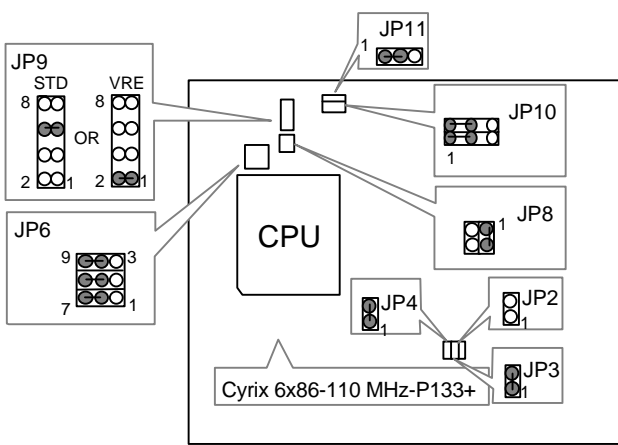 JP11
1
JP9
STD VRE
8 8
OR
2 1 2 1
JP10
1
JP6
9 3
7 1
CPU
JP8
1
JP4
1
JP2
1
JP3
1
Cyrix 6x86-110 MHz-P133+